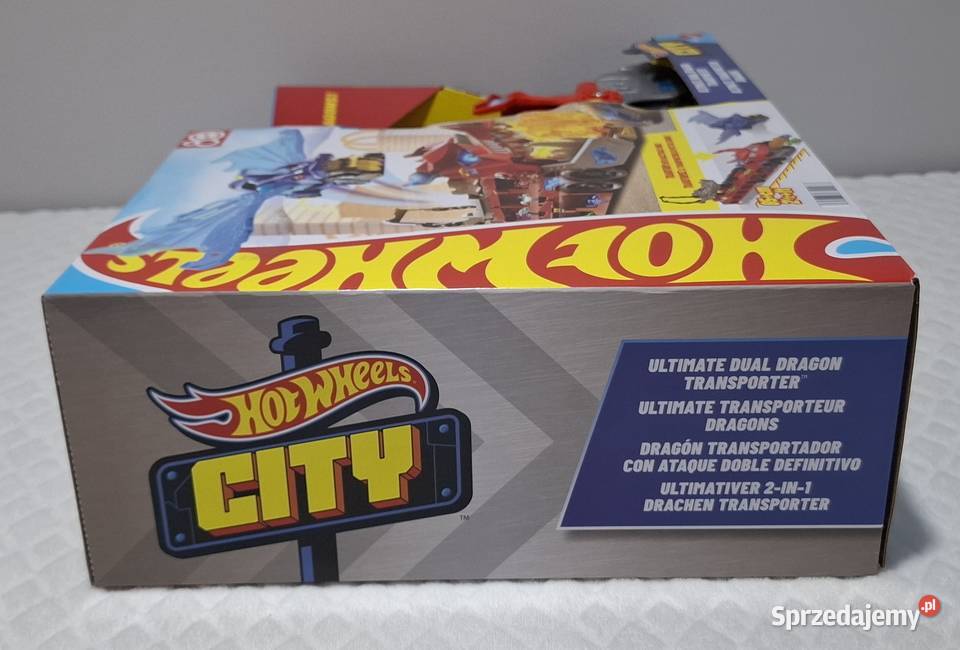 HOT WHEELS
HOT WHEELS
CITY
™
ULTIMATE DUAL DRAGON
TRANSPORTER™
ULTIMATE TRANSPORTEUR
DRAGONS
DRAGÓN TRANSPORTADOR
CON ATAQUE DOBLE DEFINITIVO
ULTIMATIVER 2-IN-1
DRACHEN TRANSPORTER
Sprzedajemy.pl